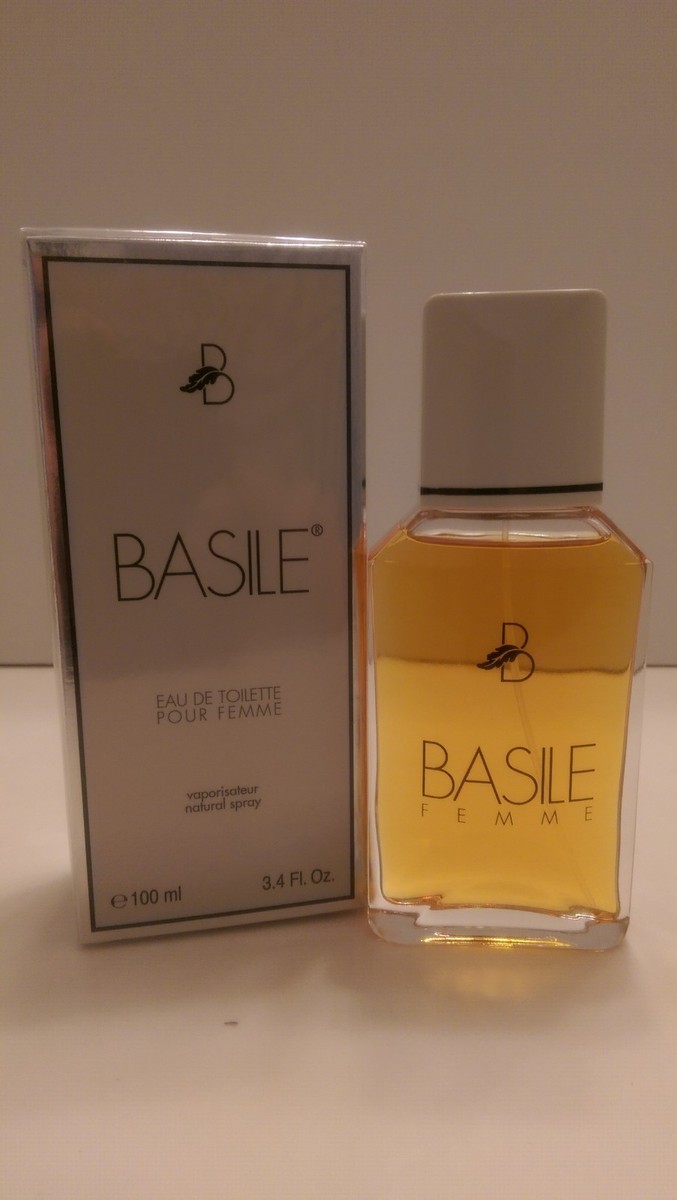 B
BASILE®
EAU DE TOILETTE
POUR FEMME
vaporisateur
natural spray
℮ 100 ml
3.4 Fl. Oz.
B
BASILE
FEMME